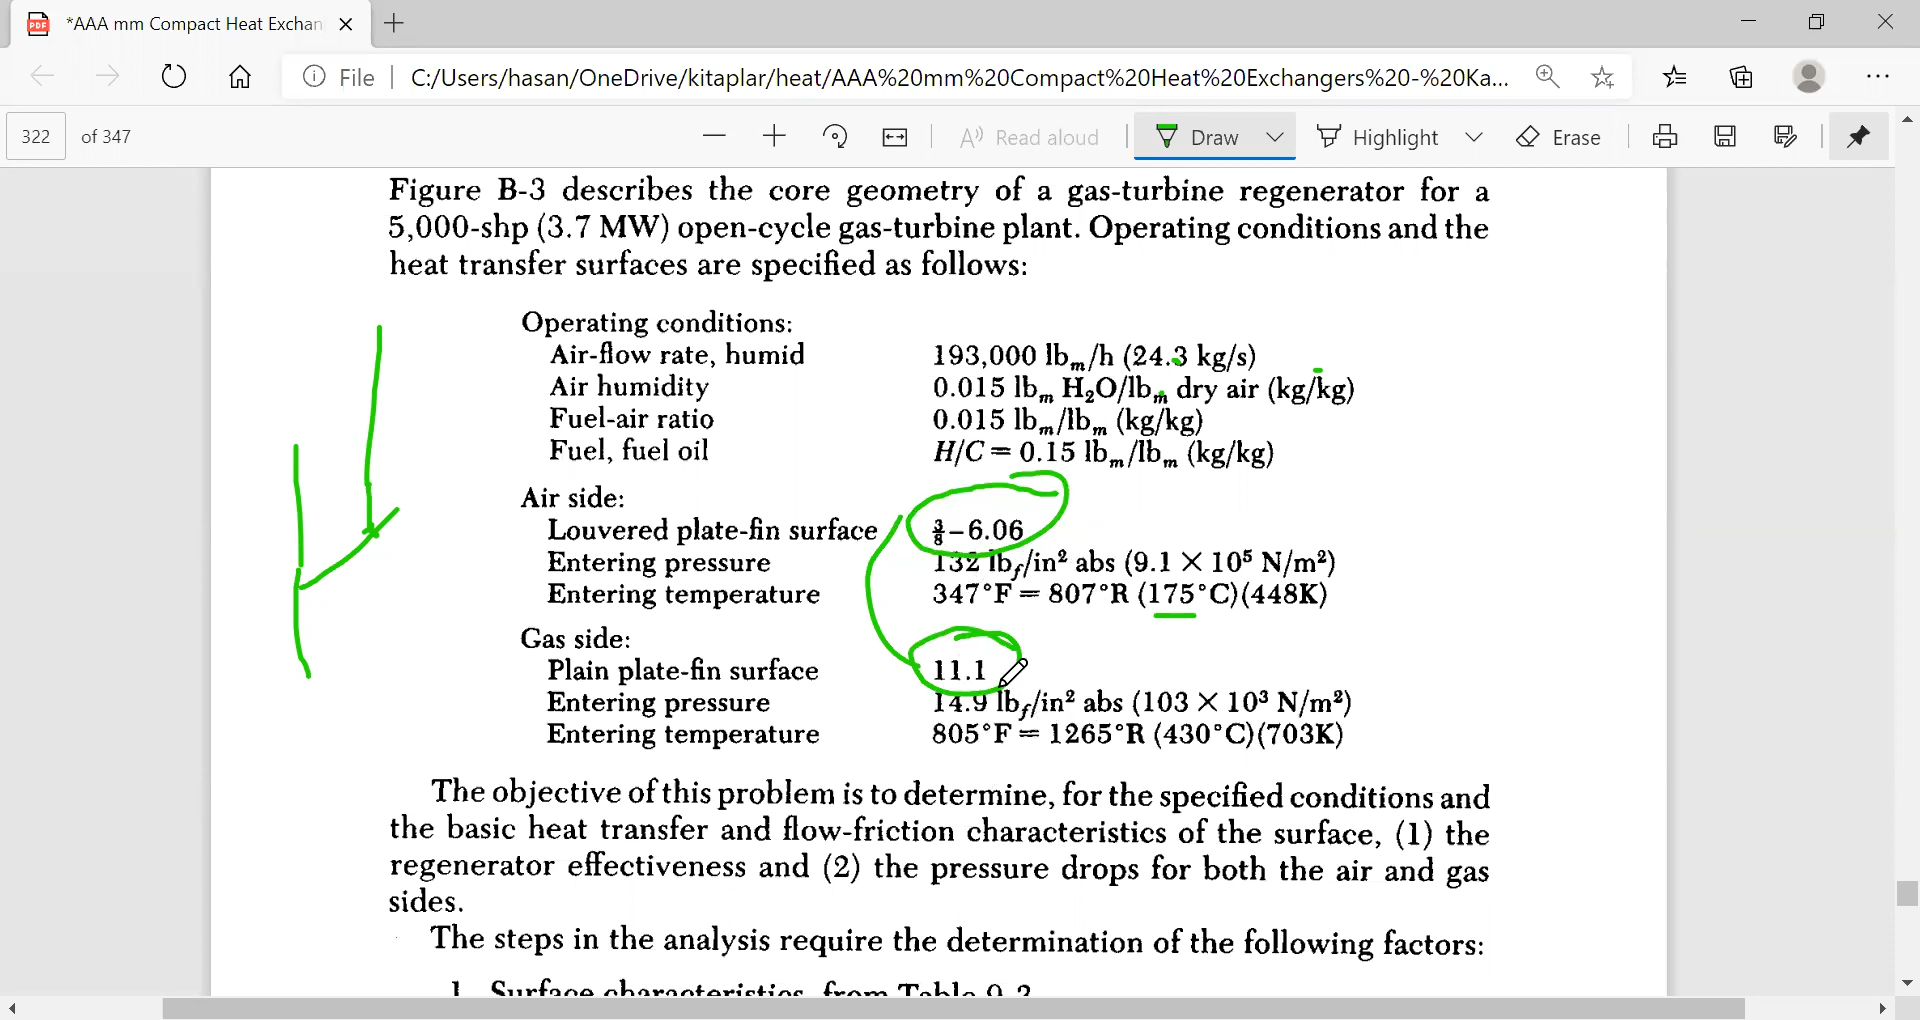 *AAA mm Compact Heat Exchan
File
C:/Users/hasan/OneDrive/kitaplar/heat/AAA%20mm%20Compact%20Heat%20Exchangers%20-%20Ka...
322 of 347
Read aloud
Draw
Highlight
Erase
Figure B-3 describes the core geometry of a gas-turbine regenerator for a
5,000-shp (3.7 MW) open-cycle gas-turbine plant. Operating conditions and the
heat transfer surfaces are specified as follows:
Operating conditions:
Air-flow rate, humid 193,000 lbm/h (24.3 kg/s)
Air humidity 0.015 lbm H2O/lbm dry air (kg/kg)
Fuel-air ratio 0.015 lbm/lbm (kg/kg)
Fuel, fuel oil H/C = 0.15 lbm/lbm (kg/kg)
Air side:
Louvered plate-fin surface 3/8–6.06
Entering pressure 132 lbf/in² abs (9.1 × 10⁵ N/m²)
Entering temperature 347°F = 807°R (175°C)(448K)
Gas side:
Plain plate-fin surface 11.1
Entering pressure 14.9 lbf/in² abs (103 × 10³ N/m²)
Entering temperature 805°F = 1265°R (430°C)(703K)
The objective of this problem is to determine, for the specified conditions and
the basic heat transfer and flow-friction characteristics of the surface, (1) the
regenerator effectiveness and (2) the pressure drops for both the air and gas
sides.
The steps in the analysis require the determination of the following factors:
1. Surface characteristics, from Table 9-3